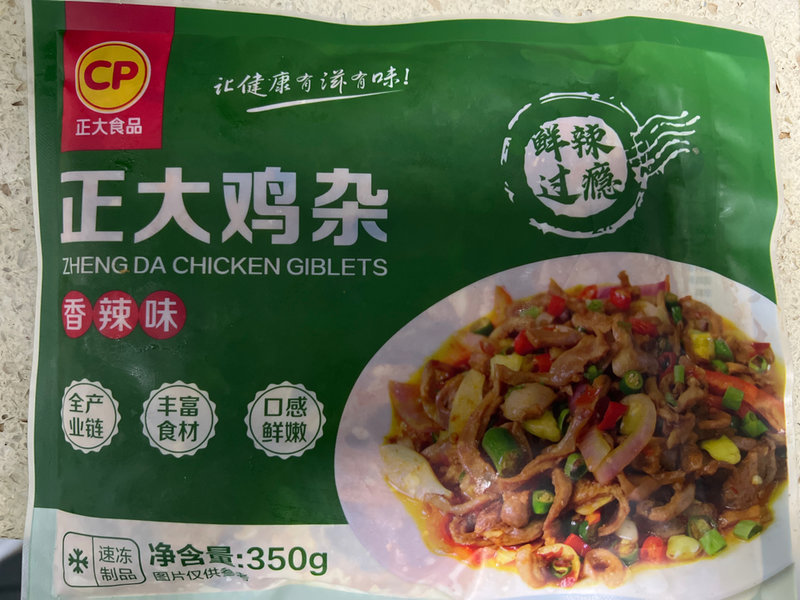 CP
正大食品
让健康有滋有味!
鲜辣
过瘾
正大鸡杂
ZHENG DA CHICKEN GIBLETS
香辣味
全产
业链
丰富
食材
口感
鲜嫩
速冻
制品
净含量:350g
图片仅供参考